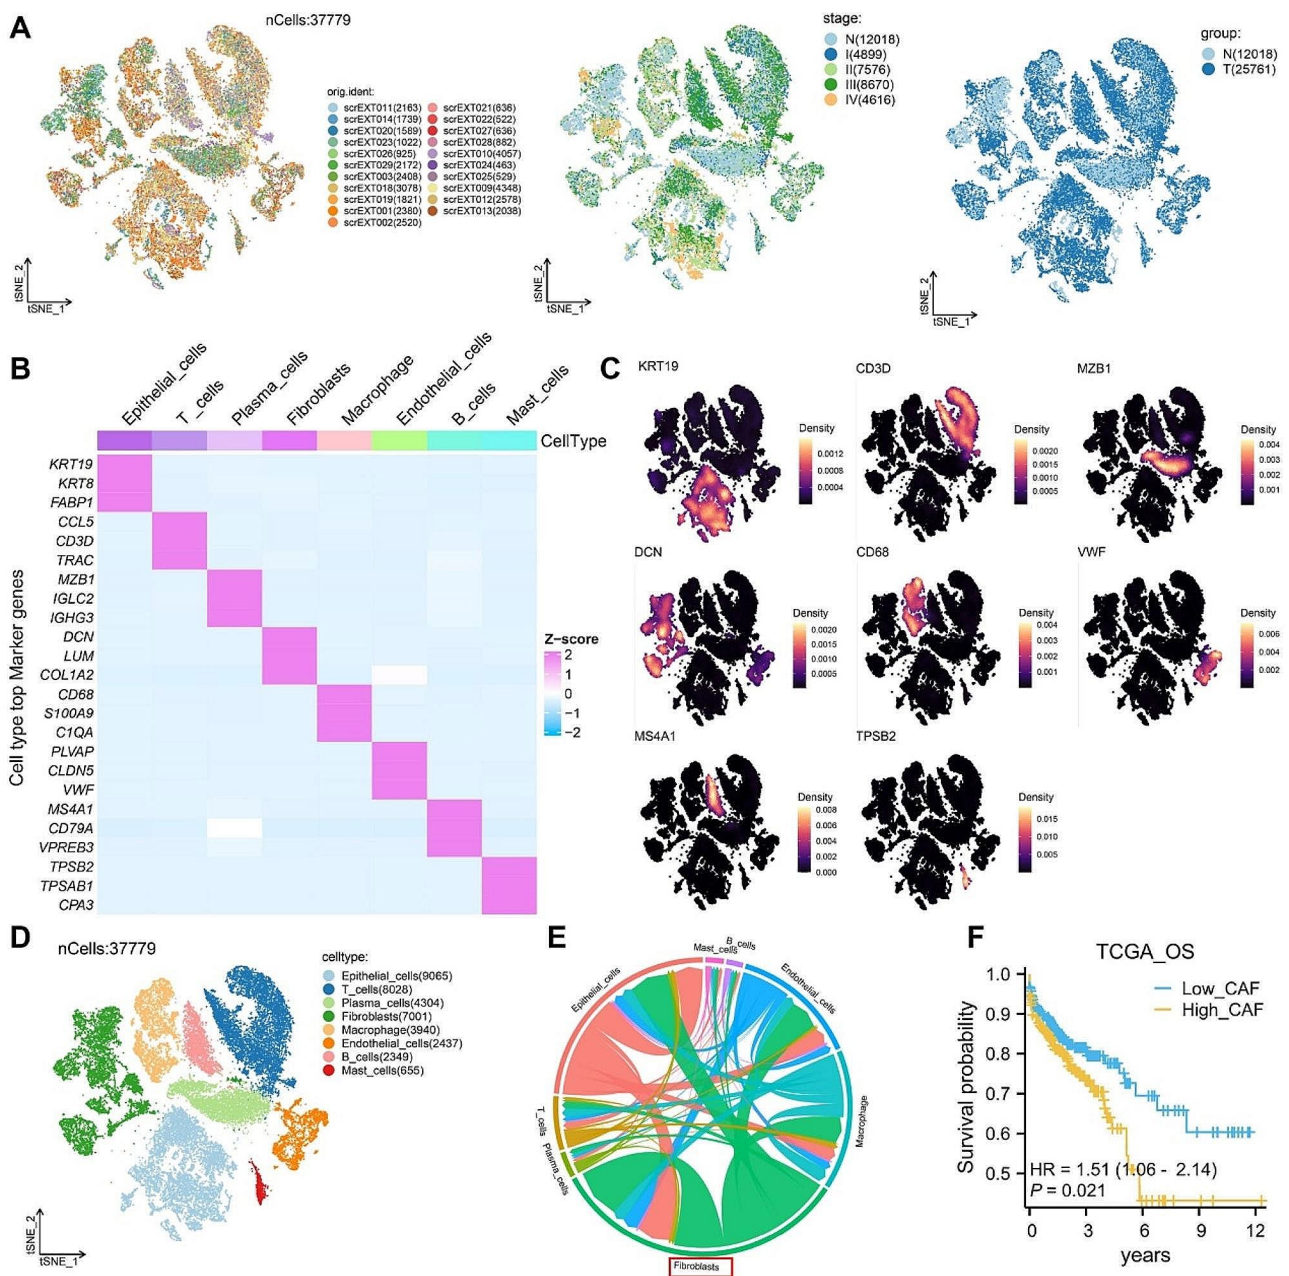 A
nCells:37779
orig.ident:
scrEXT011(2163)
scrEXT014(1739)
scrEXT020(1589)
scrEXT023(1022)
scrEXT026(925)
scrEXT029(2172)
scrEXT003(2408)
scrEXT018(3078)
scrEXT019(1821)
scrEXT001(2380)
scrEXT002(2520)
scrEXT021(636)
scrEXT022(522)
scrEXT027(636)
scrEXT028(882)
scrEXT010(4057)
scrEXT024(463)
scrEXT025(529)
scrEXT009(4348)
scrEXT012(2578)
scrEXT013(2038)
tSNE_2
tSNE_1
stage:
N(12018)
I(4899)
II(7576)
III(8670)
IV(4616)
tSNE_2
tSNE_1
group:
N(12018)
T(25761)
tSNE_2
tSNE_1
B
Epithelial_cells
T_cells
Plasma_cells
Fibroblasts
Macrophage
Endothelial_cells
B_cells
Mast_cells
CellType
Cell type top Marker genes
KRT19
KRT8
FABP1
CCL5
CD3D
TRAC
MZB1
IGLC2
IGHG3
DCN
LUM
COL1A2
CD68
S100A9
C1QA
PLVAP
CLDN5
VWF
MS4A1
CD79A
VPREB3
TPSB2
TPSAB1
CPA3
Z-score
2
1
0
-1
-2
C
KRT19
Density
0.0012
0.0008
0.0004
CD3D
Density
0.0020
0.0015
0.0010
0.0005
MZB1
Density
0.004
0.003
0.002
0.001
DCN
Density
0.0020
0.0015
0.0010
0.0005
CD68
Density
0.004
0.003
0.002
0.001
VWF
Density
0.006
0.004
0.002
MS4A1
Density
0.008
0.006
0.004
0.002
0.000
TPSB2
Density
0.015
0.010
0.005
D
nCells:37779
celltype:
Epithelial_cells(9065)
T_cells(8028)
Plasma_cells(4304)
Fibroblasts(7001)
Macrophage(3940)
Endothelial_cells(2437)
B_cells(2349)
Mast_cells(655)
tSNE_2
tSNE_1
E
Epithelial_cells
Mast_cells
B_cells
Endothelial_cells
Macrophage
Fibroblasts
Plasma_cells
T_cells
F
TCGA_OS
Low_CAF
High_CAF
Survival probability
1.0
0.9
0.8
0.7
0.6
0.5
HR = 1.51 (1.06 - 2.14)
P = 0.021
0 3 6 9 12
years